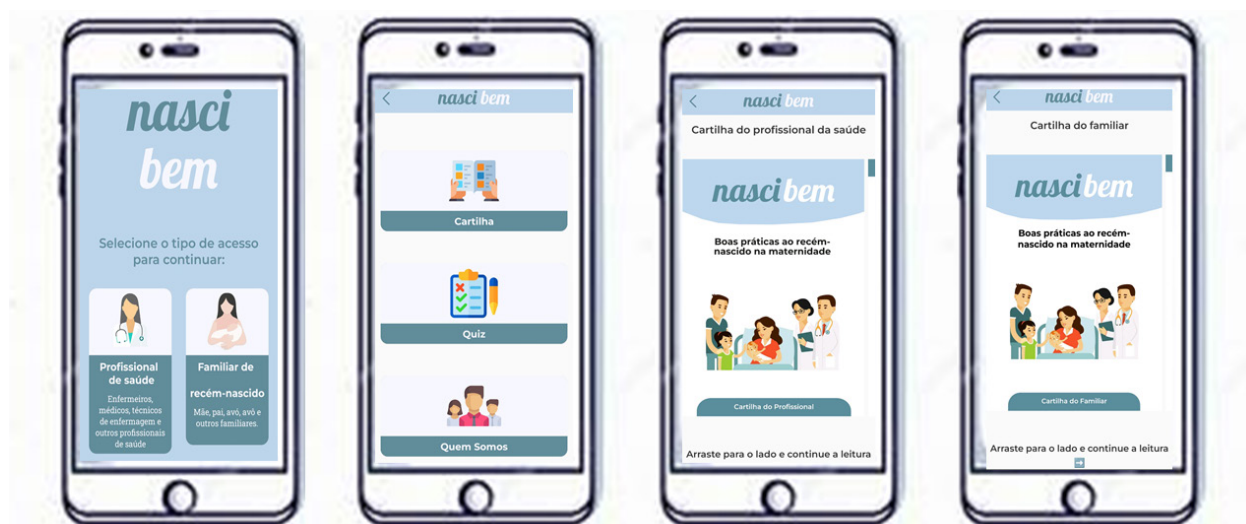 nasci
bem
Selecione o tipo de acesso
para continuar:
Profissional
de saúde
Enfermeiros,
médicos, técnicos
de enfermagem e
outros profissionais
de saúde
Familiar de
recém-nascido
Mãe, pai, avó, avô e
outros familiares.
nasci bem
Cartilha
Quiz
Quem Somos
nasci bem
Cartilha do profissional da saúde
nasci bem
Boas práticas ao recém-
nascido na maternidade
Cartilha do Profissional
Arraste para o lado e continue a leitura
nasci bem
Cartilha do familiar
nasci bem
Boas práticas ao recém-
nascido na maternidade
Cartilha do Familiar
Arraste para o lado e continue a leitura